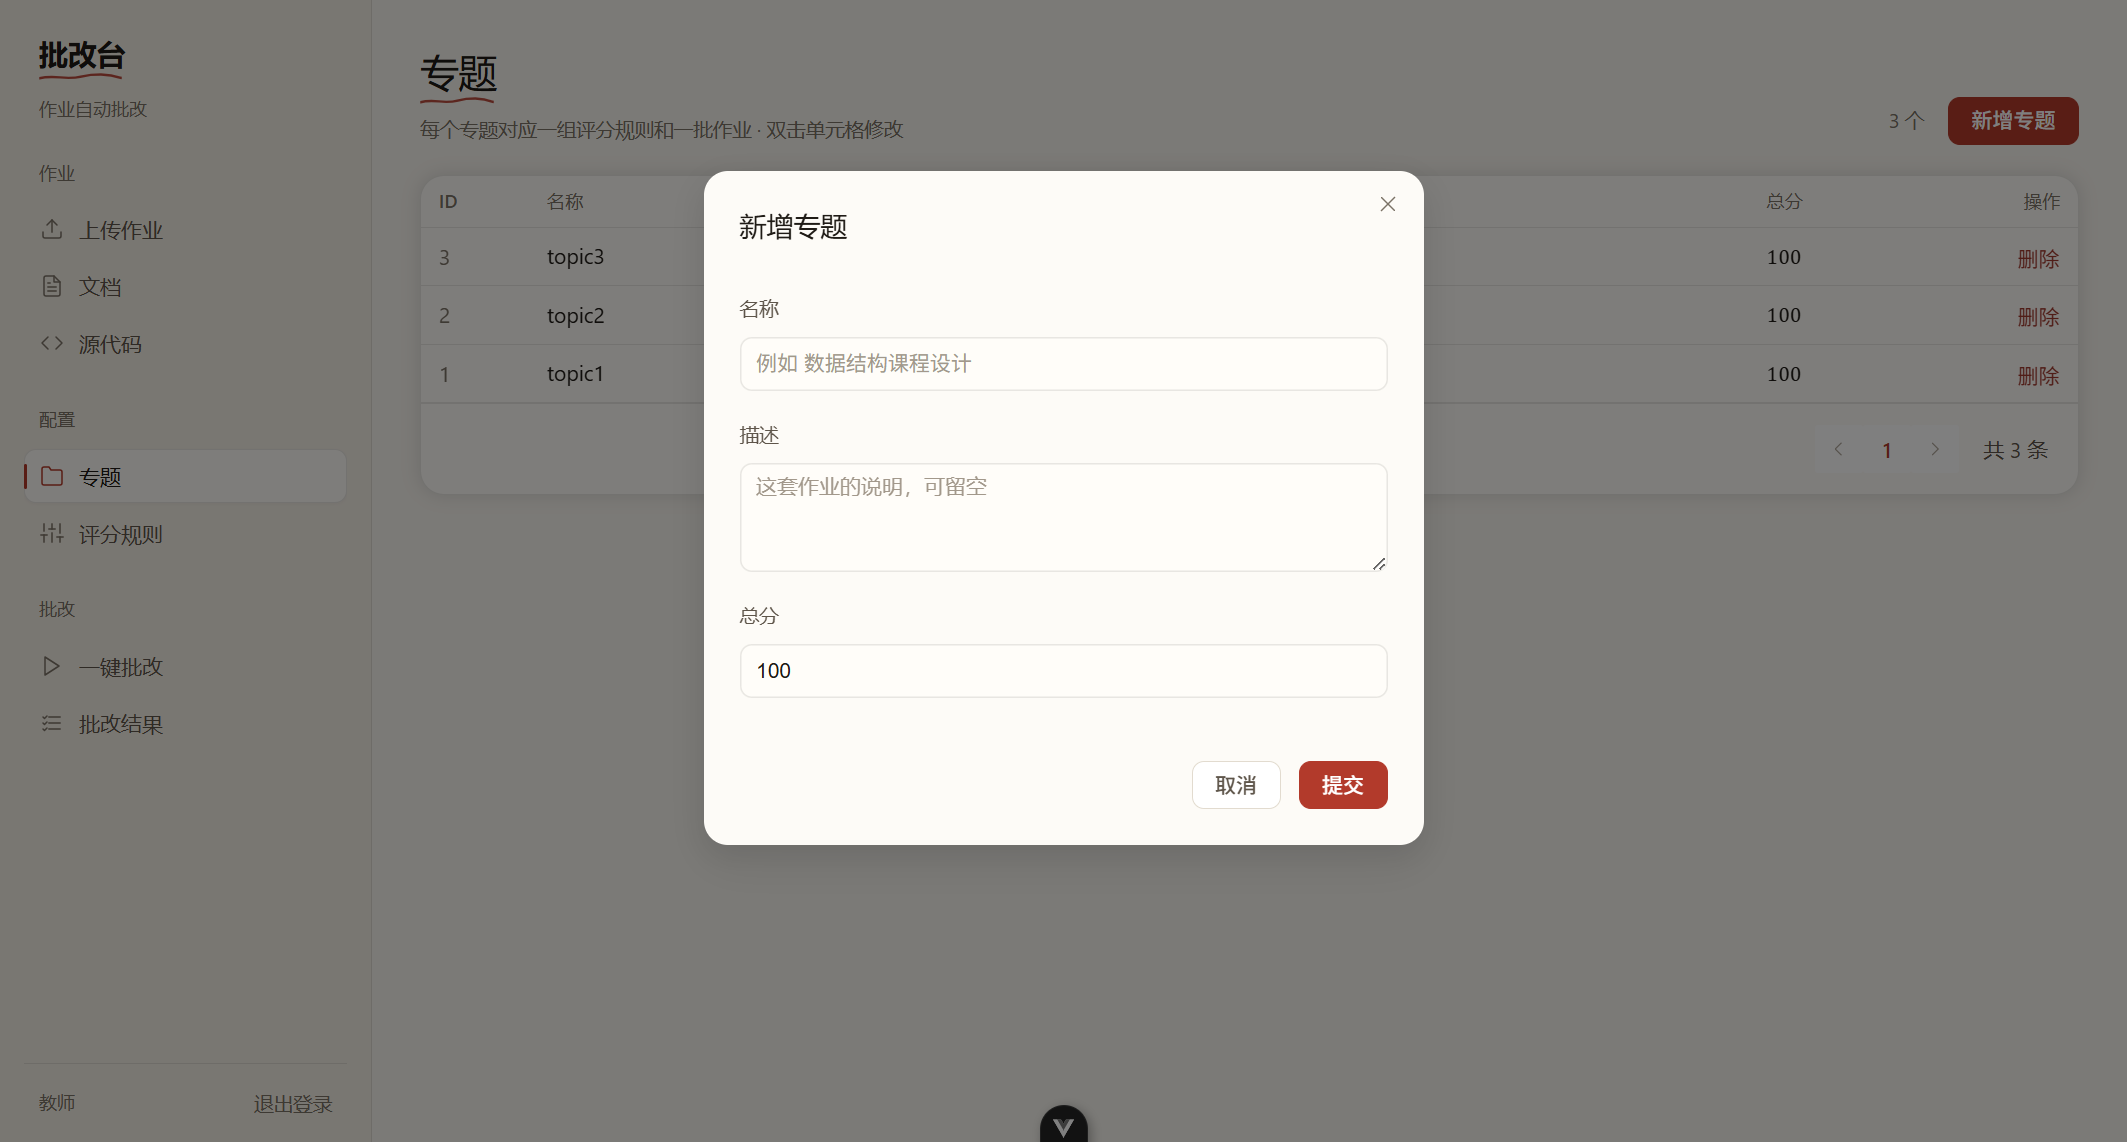 批改台
作业自动批改
作业
上传作业
文档
源代码
配置
专题
评分规则
批改
一键批改
批改结果
教师
退出登录
专题
每个专题对应一组评分规则和一批作业 · 双击单元格修改
3 个
新增专题
ID 名称 总分 操作
3 topic3 100 删除
2 topic2 100 删除
1 topic1 100 删除
1 共 3 条
新增专题
名称
例如 数据结构课程设计
描述
这套作业的说明，可留空
总分
100
取消 提交